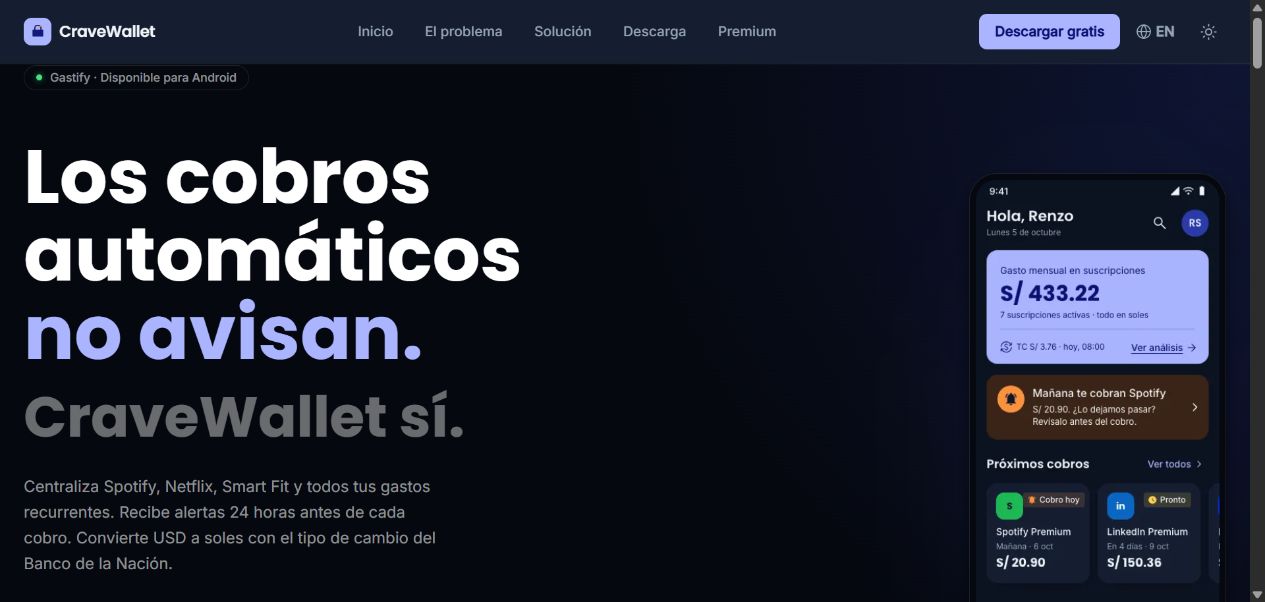 CraveWallet
Inicio
El problema
Solución
Descarga
Premium
Descargar gratis
EN
Gastify · Disponible para Android
Los cobros
automáticos
no avisan.
CraveWallet sí.
Centraliza Spotify, Netflix, Smart Fit y todos tus gastos
recurrentes. Recibe alertas 24 horas antes de cada
cobro. Convierte USD a soles con el tipo de cambio del
Banco de la Nación.
9:41
Hola, Renzo
Lunes 5 de octubre
RS
Gasto mensual en suscripciones
S/ 433.22
7 suscripciones activas · todo en soles
TC S/ 3.76 · hoy, 08:00
Ver análisis
Mañana te cobran Spotify
S/ 20.90. ¿Lo dejamos pasar?
Revísalo antes del cobro.
Próximos cobros
Ver todos
S
Cobro hoy
Spotify Premium
Mañana · 6 oct
S/ 20.90
in
Pronto
LinkedIn Premium
En 4 días · 9 oct
S/ 150.36